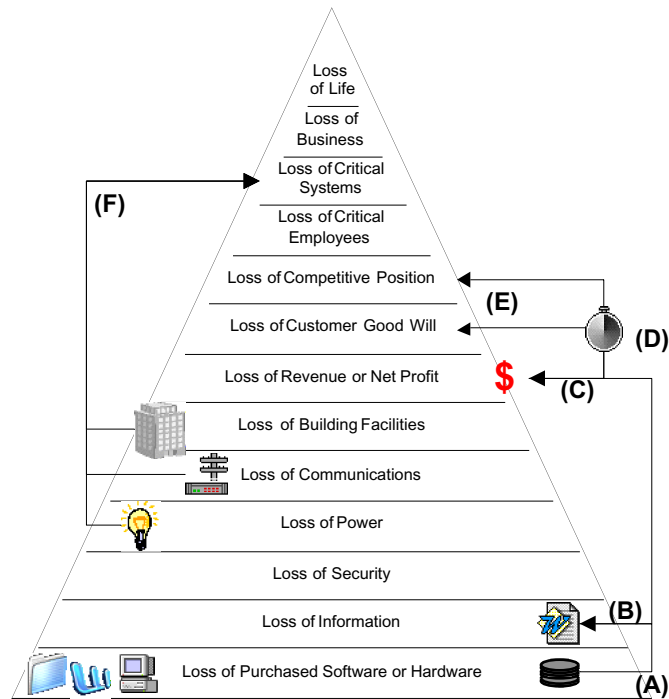 Loss
of Life
Loss of
Business
Loss of Critical
Systems
(F)
Loss of Critical
Employees
Loss of Competitive Position
(E)
Loss of Customer Good Will
(D)
Loss of Revenue or Net Profit
$
(C)
Loss of Building Facilities
Loss of Communications
Loss of Power
Loss of Security
Loss of Information
W
(B)
Loss of Purchased Software or Hardware
(A)